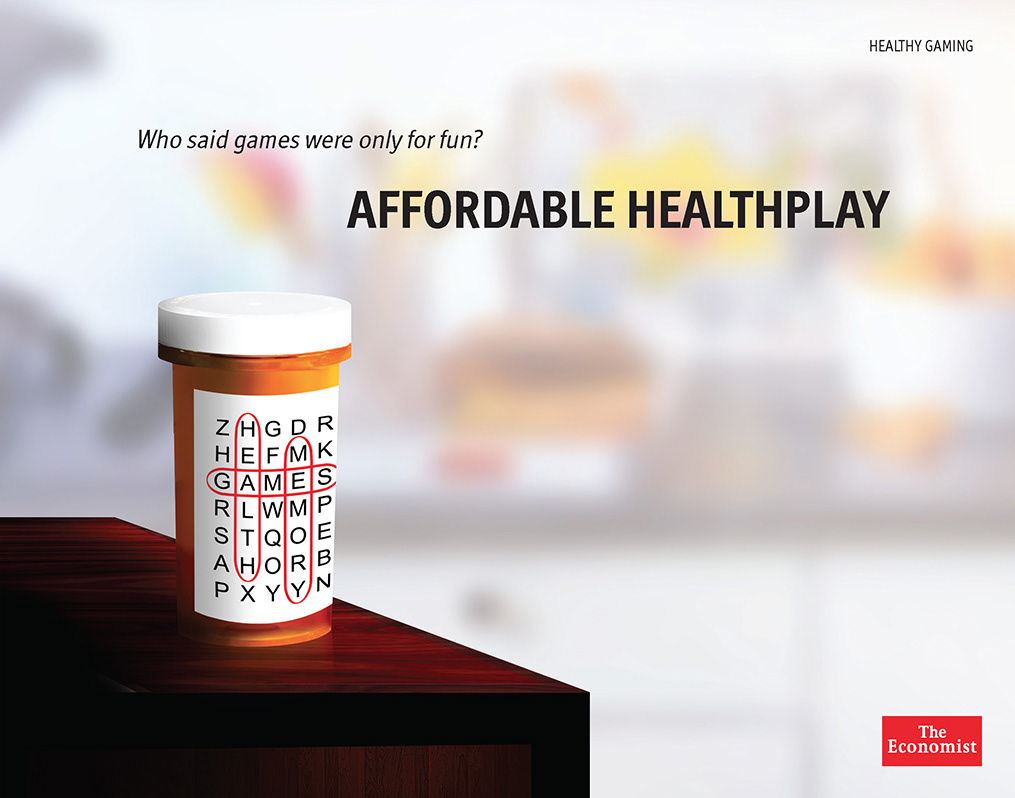 HEALTHY GAMING
Who said games were only for fun?
AFFORDABLE HEALTHPLAY
Z H G D R
H E F M K
G A M E S
R L W M P
S T Q O E
A H O R B
P X Y Y N
The
Economist